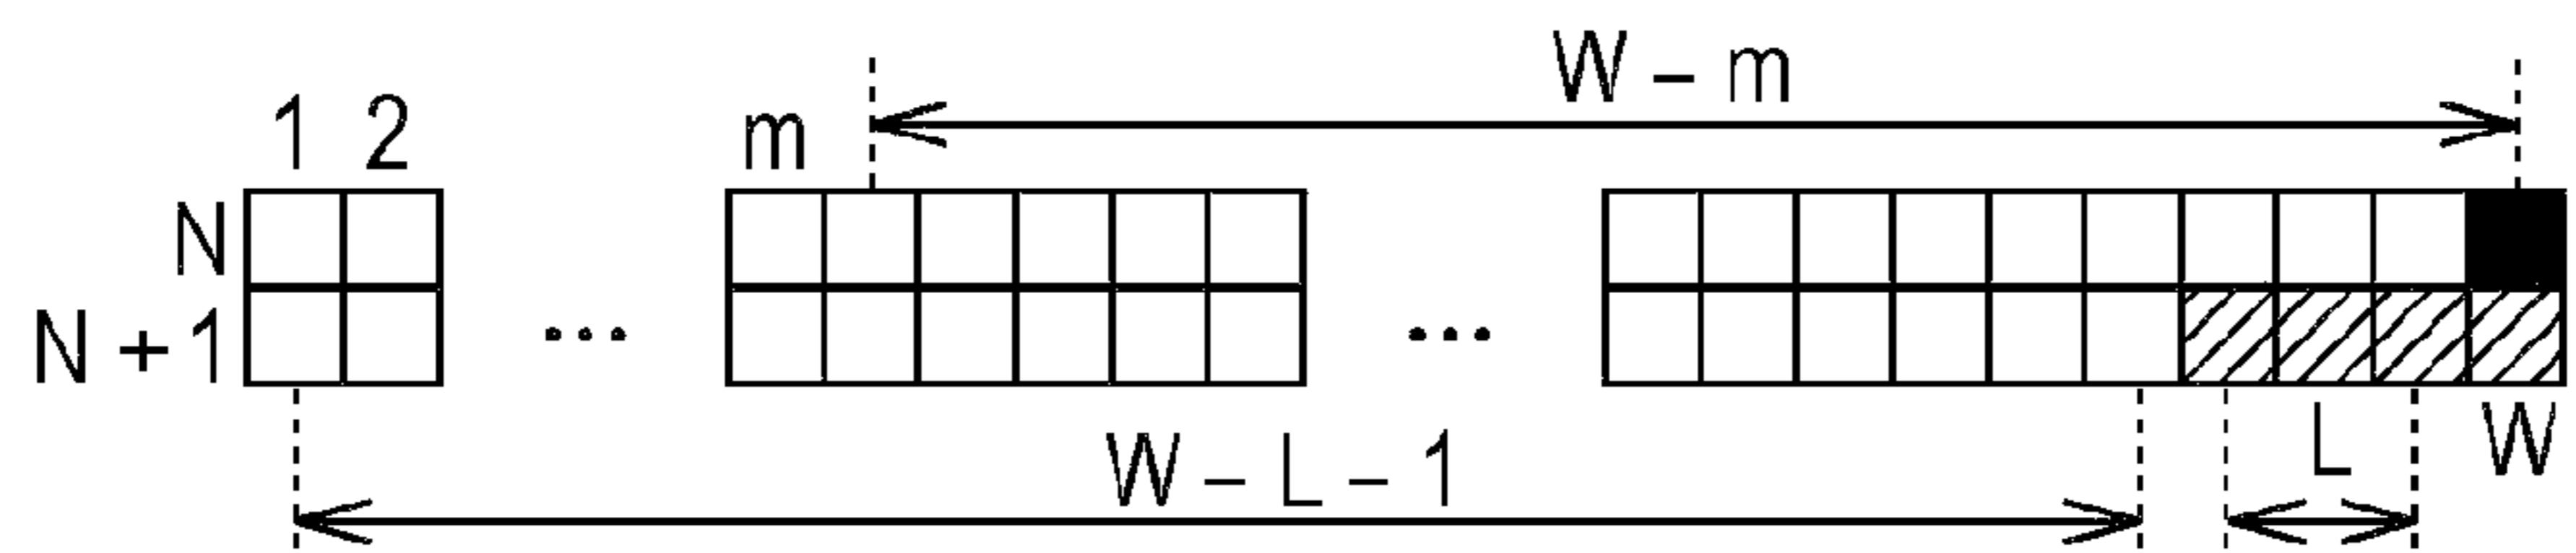 W – m
1 2 m
N
N + 1 ... ...
W – L – 1 L W